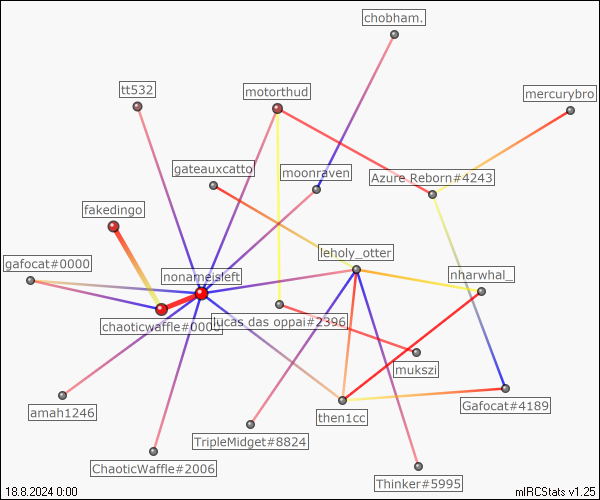 chobham.
tt532
motorthud
mercurybro
gateauxcatto
moonraven
Azure Reborn#4243
fakedingo
leholy_otter
gafocat#0000
nonameisleft
nharwhal_
chaoticwaffle#0000
lucas das oppai#2396
mukszi
amah1246
then1cc
Gafocat#4189
TripleMidget#8824
ChaoticWaffle#2006
Thinker#5995
18.8.2024 0:00
mIRCStats v1.25